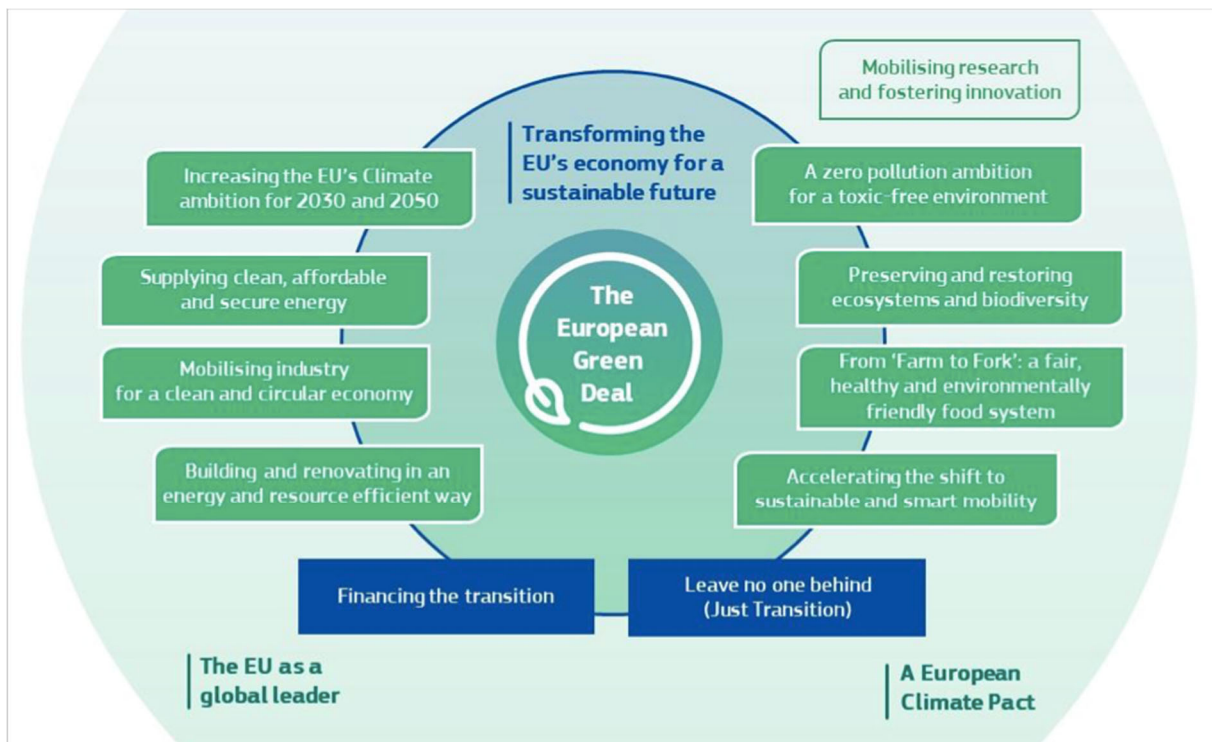 Mobilising research
and fostering innovation
Transforming the
EU's economy for a
sustainable future
Increasing the EU's Climate
ambition for 2030 and 2050
A zero pollution ambition
for a toxic-free environment
Supplying clean, affordable
and secure energy
Preserving and restoring
ecosystems and biodiversity
The
European
Green
Deal
Mobilising industry
for a clean and circular economy
From 'Farm to Fork': a fair,
healthy and environmentally
friendly food system
Building and renovating in an
energy and resource efficient way
Accelerating the shift to
sustainable and smart mobility
Financing the transition
Leave no one behind
(Just Transition)
The EU as a
global leader
A European
Climate Pact